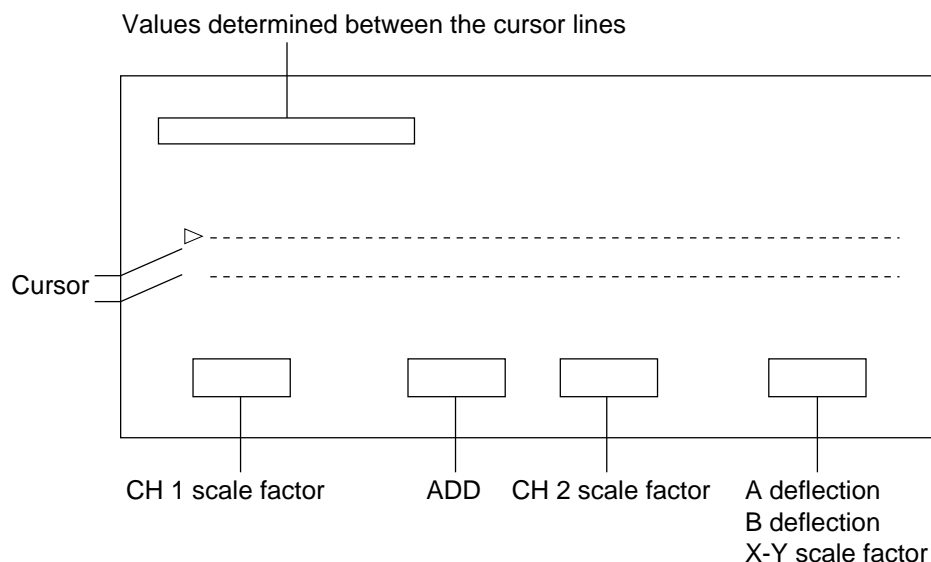 Values determined between the cursor lines
Cursor
CH 1 scale factor
ADD
CH 2 scale factor
A deflection
B deflection
X-Y scale factor